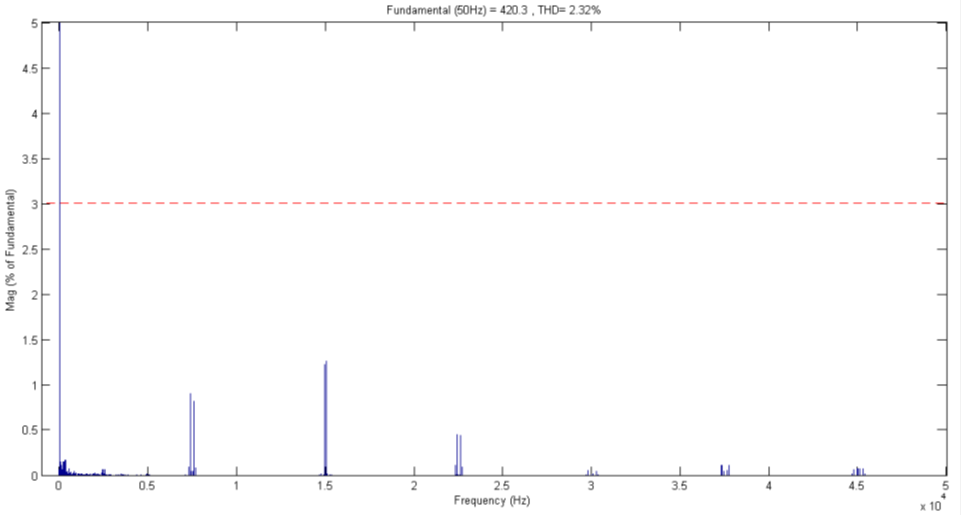 Fundamental (50Hz) = 420.3 , THD= 2.32%
5
4.5
4
3.5
3
2.5
2
1.5
1
0.5
0
Mag (% of Fundamental)
0 0.5 1 1.5 2 2.5 3 3.5 4 4.5 5
Frequency (Hz)
x 10^4